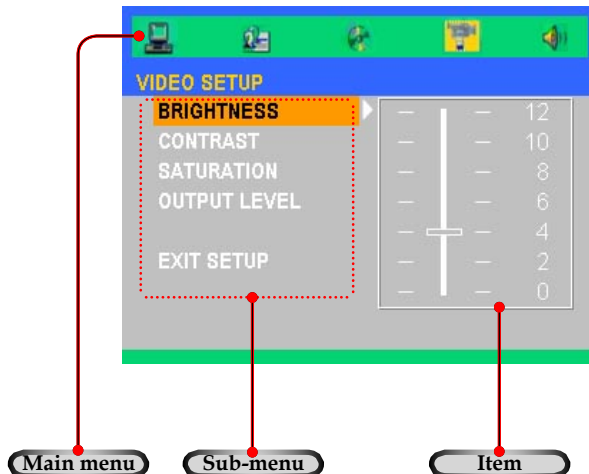 VIDEO SETUP
BRIGHTNESS
CONTRAST
SATURATION
OUTPUT LEVEL
EXIT SETUP
12
10
8
6
4
2
0
Main menu
Sub-menu
Item